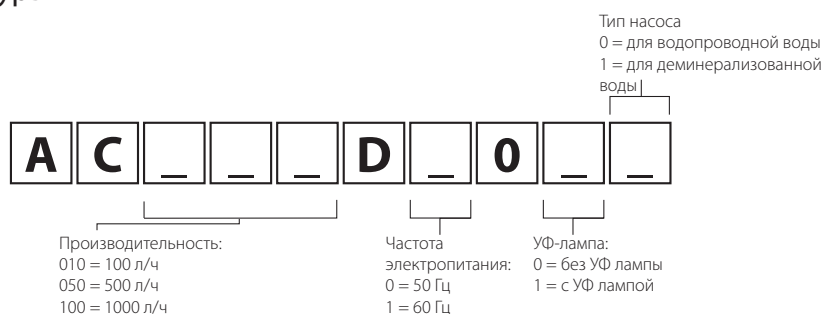 Тип насоса
0 = для водопроводной воды
1 = для деминерализованной
воды
A C _ _ _ D _ 0 _ _
Производительность:
010 = 100 л/ч
050 = 500 л/ч
100 = 1000 л/ч
Частота
электропитания:
0 = 50 Гц
1 = 60 Гц
УФ-лампа:
0 = без УФ лампы
1 = с УФ лампой